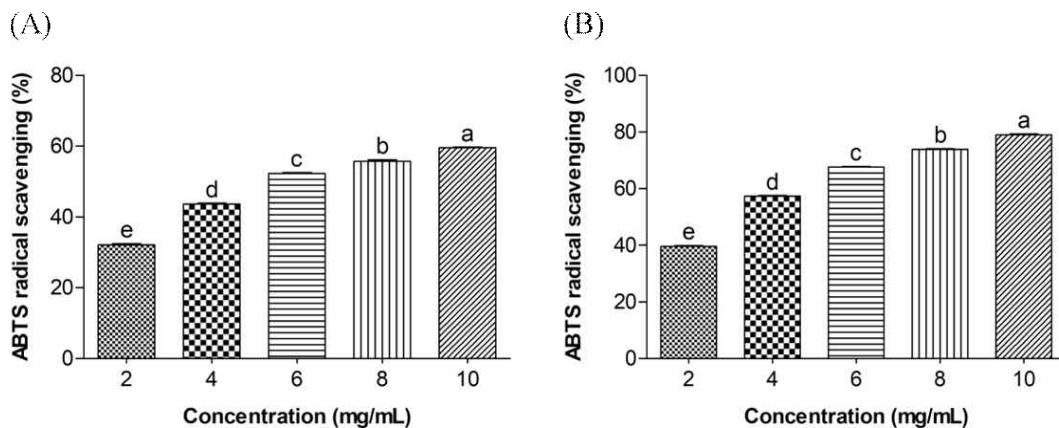 (A)
ABTS radical scavenging (%)
80
60
40
20
0
e
d
c
b
a
2 4 6 8 10
Concentration (mg/mL)
(B)
ABTS radical scavenging (%)
100
80
60
40
20
0
e
d
c
b
a
2 4 6 8 10
Concentration (mg/mL)